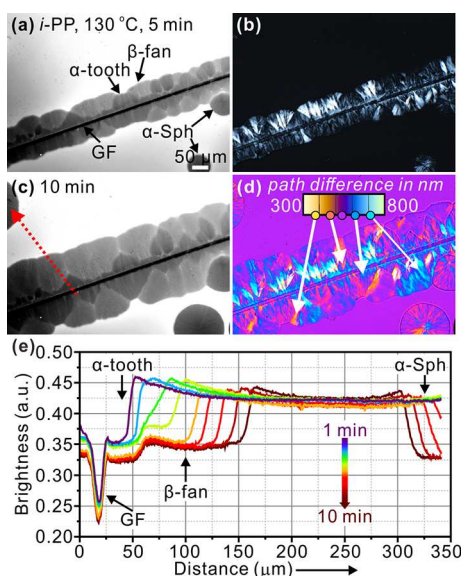 (a) i-PP, 130 °C, 5 min
β-fan
α-tooth
α-Sph
GF
50 μm
(b)
(c) 10 min
(d) path difference in nm
300 800
(e)
0.50
0.45
0.40
0.35
0.30
0.25
0.20
Brightness (a.u.)
α-tooth
α-Sph
1 min
β-fan
GF
10 min
0 50 100 150 200 250 300 350
Distance (μm)